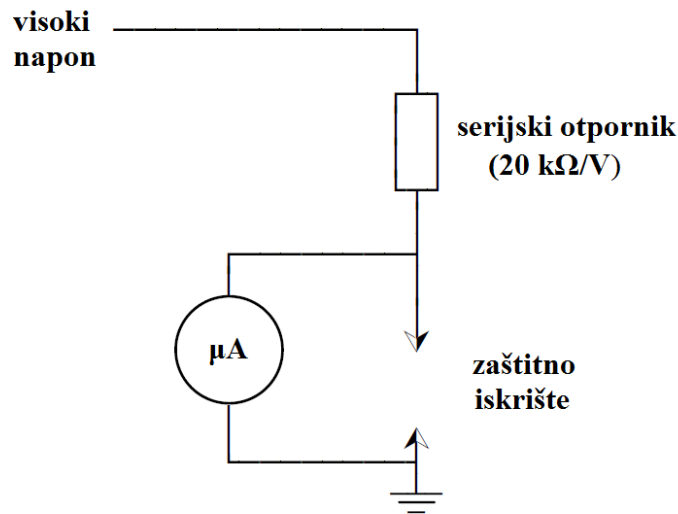 visoki
napon
serijski otpornik
(20 kΩ/V)
μA
zaštitno
iskrište